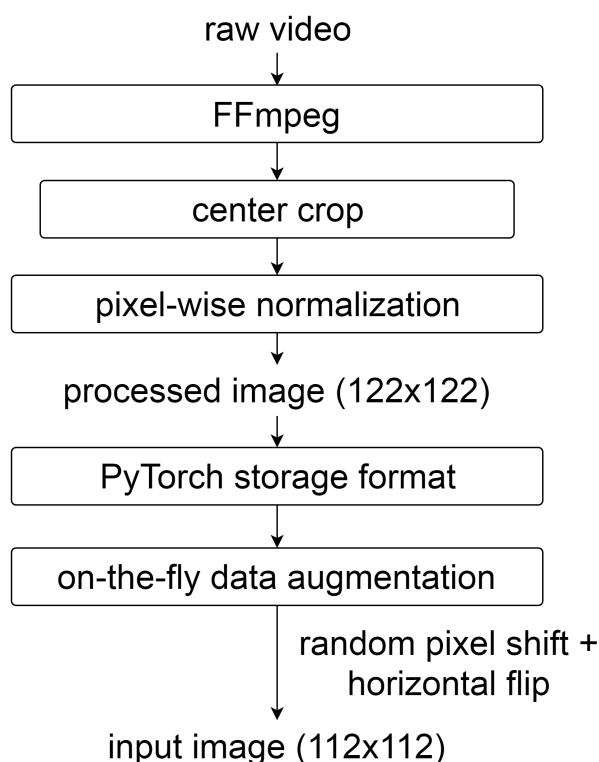 raw video
FFmpeg
center crop
pixel-wise normalization
processed image (122x122)
PyTorch storage format
on-the-fly data augmentation
random pixel shift +
horizontal flip
input image (112x112)